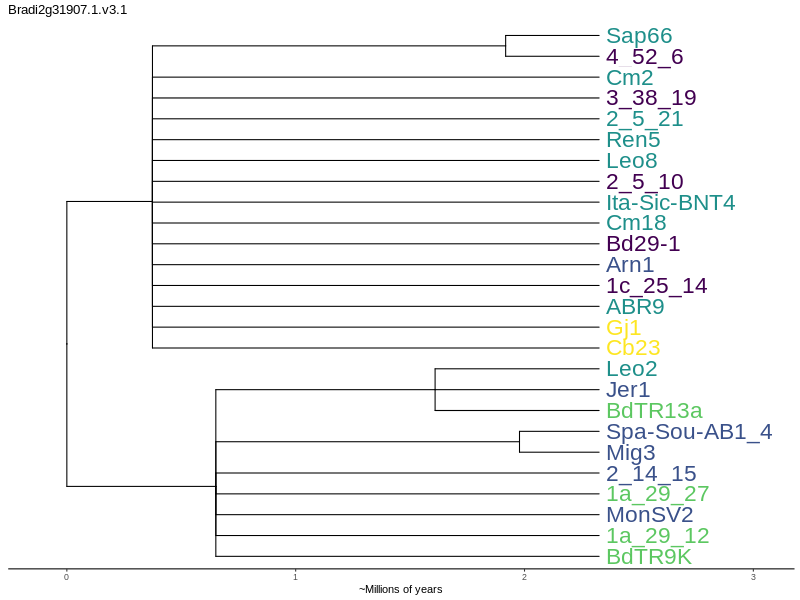 Bradi2g31907.1.v3.1
Sap66
4_52_6
Cm2
3_38_19
2_5_21
Ren5
Leo8
2_5_10
Ita-Sic-BNT4
Cm18
Bd29-1
Arn1
1c_25_14
ABR9
Gj1
Cb23
Leo2
Jer1
BdTR13a
Spa-Sou-AB1_4
Mig3
2_14_15
1a_29_27
MonSV2
1a_29_12
BdTR9K
0 1 2 3
~Millions of years